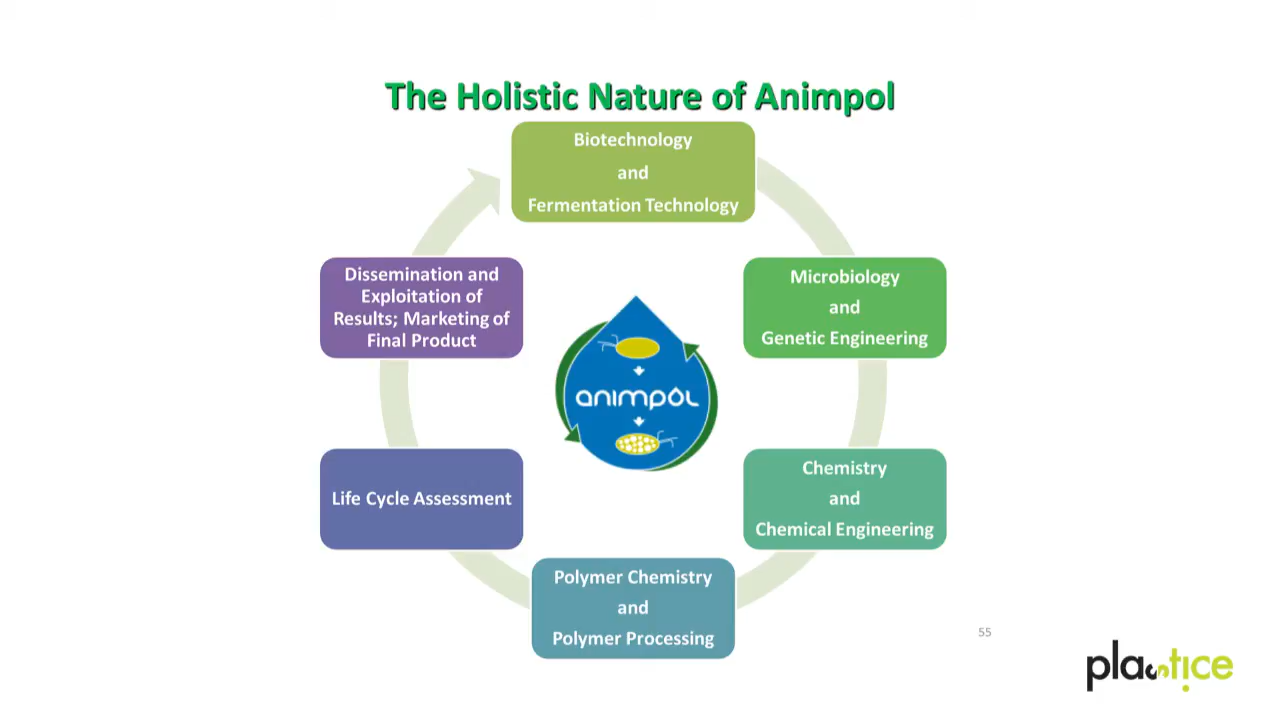 The Holistic Nature of Animpol
Biotechnology
and
Fermentation Technology
Microbiology
and
Genetic Engineering
Chemistry
and
Chemical Engineering
Polymer Chemistry
and
Polymer Processing
Life Cycle Assessment
Dissemination and
Exploitation of
Results; Marketing of
Final Product
animpol
55
plastice